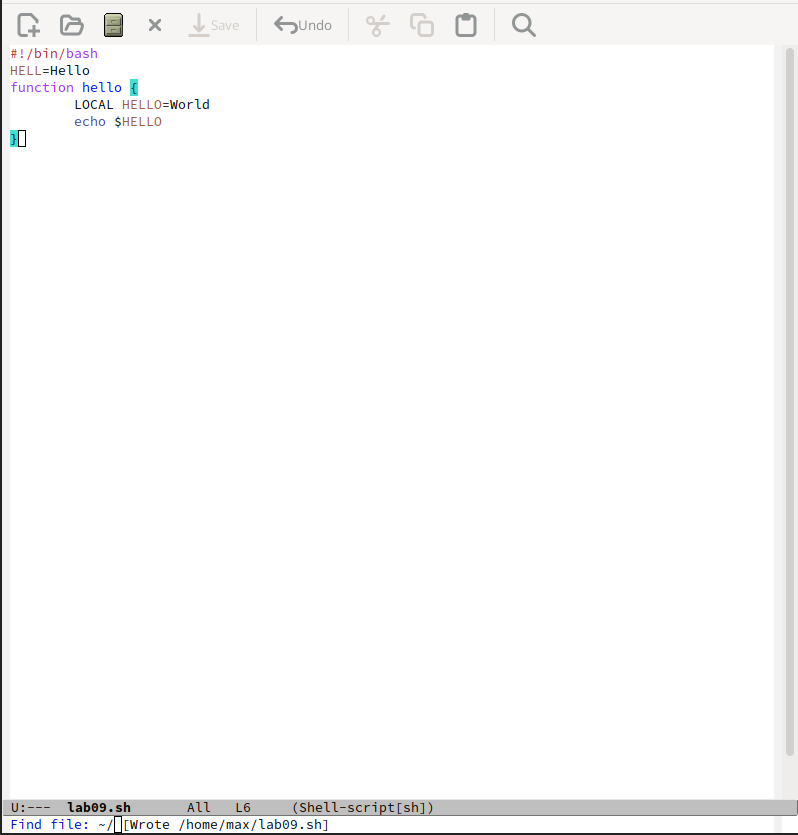 Save Undo
#!/bin/bash
HELL=Hello
function hello {
        LOCAL HELLO=World
        echo $HELLO
}
U:---  lab09.sh       All   L6     (Shell-script[sh])
Find file: ~/ [Wrote /home/max/lab09.sh]